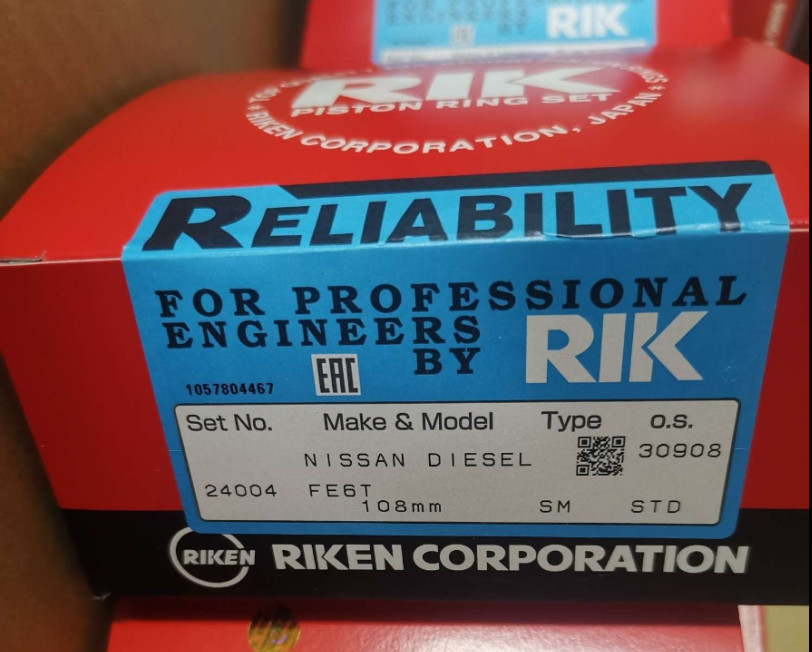 RIK
RIK
PISTON RING SET
RIKEN CORPORATION, JAPAN
RELIABILITY
FOR PROFESSIONAL
ENGINEERS
BY RIK
EAC
1057804467
Set No. Make & Model Type o.s.
NISSAN DIESEL 30908
24004 FE6T
108mm SM STD
RIKEN RIKEN CORPORATION